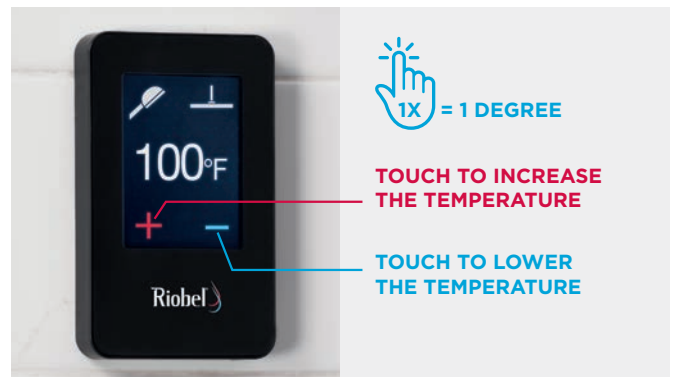 100°F
+
−
Riobel
1X = 1 DEGREE
TOUCH TO INCREASE
THE TEMPERATURE
TOUCH TO LOWER
THE TEMPERATURE